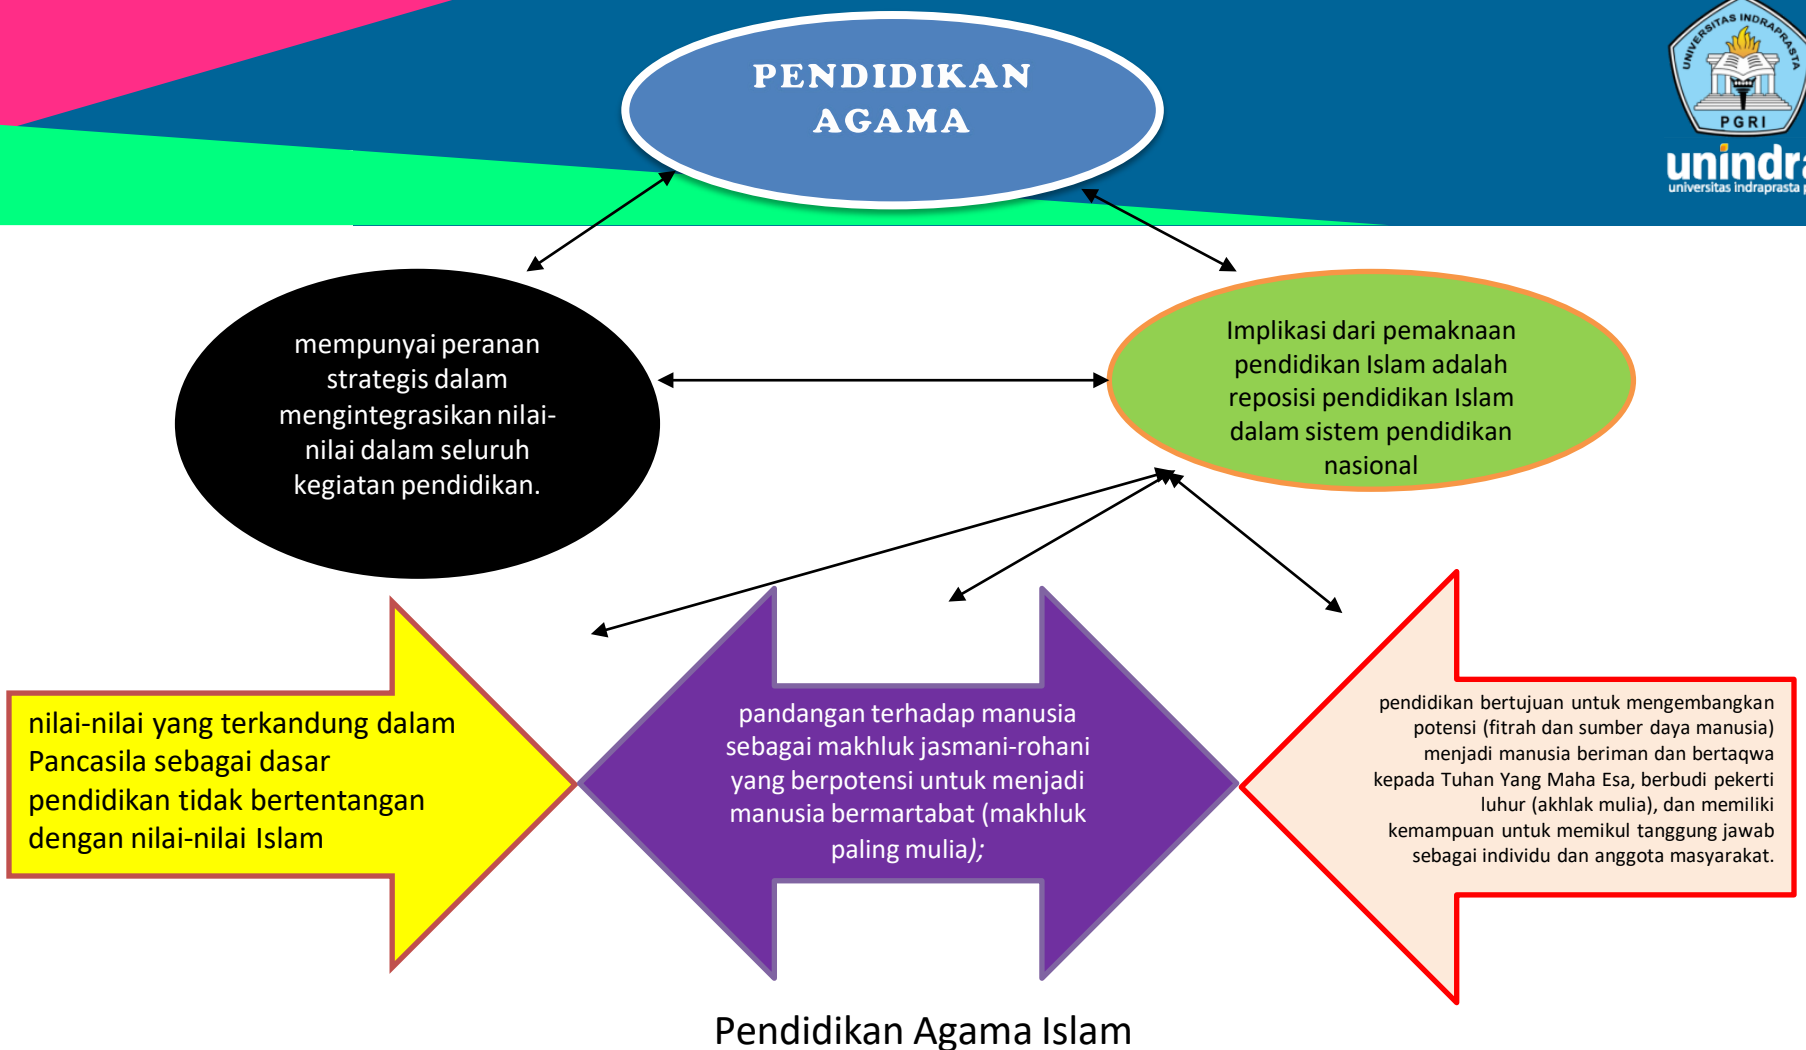 PENDIDIKAN
AGAMA
UNIVERSITAS INDRAPRASTA
PGRI
unindra
universitas indraprasta
mempunyai peranan
strategis dalam
mengintegrasikan nilai-
nilai dalam seluruh
kegiatan pendidikan.
Implikasi dari pemaknaan
pendidikan Islam adalah
reposisi pendidikan Islam
dalam sistem pendidikan
nasional
nilai-nilai yang terkandung dalam
Pancasila sebagai dasar
pendidikan tidak bertentangan
dengan nilai-nilai Islam
pandangan terhadap manusia
sebagai makhluk jasmani-rohani
yang berpotensi untuk menjadi
manusia bermartabat (makhluk
paling mulia);
pendidikan bertujuan untuk mengembangkan
potensi (fitrah dan sumber daya manusia)
menjadi manusia beriman dan bertaqwa
kepada Tuhan Yang Maha Esa, berbudi pekerti
luhur (akhlak mulia), dan memiliki
kemampuan untuk memikul tanggung jawab
sebagai individu dan anggota masyarakat.
Pendidikan Agama Islam